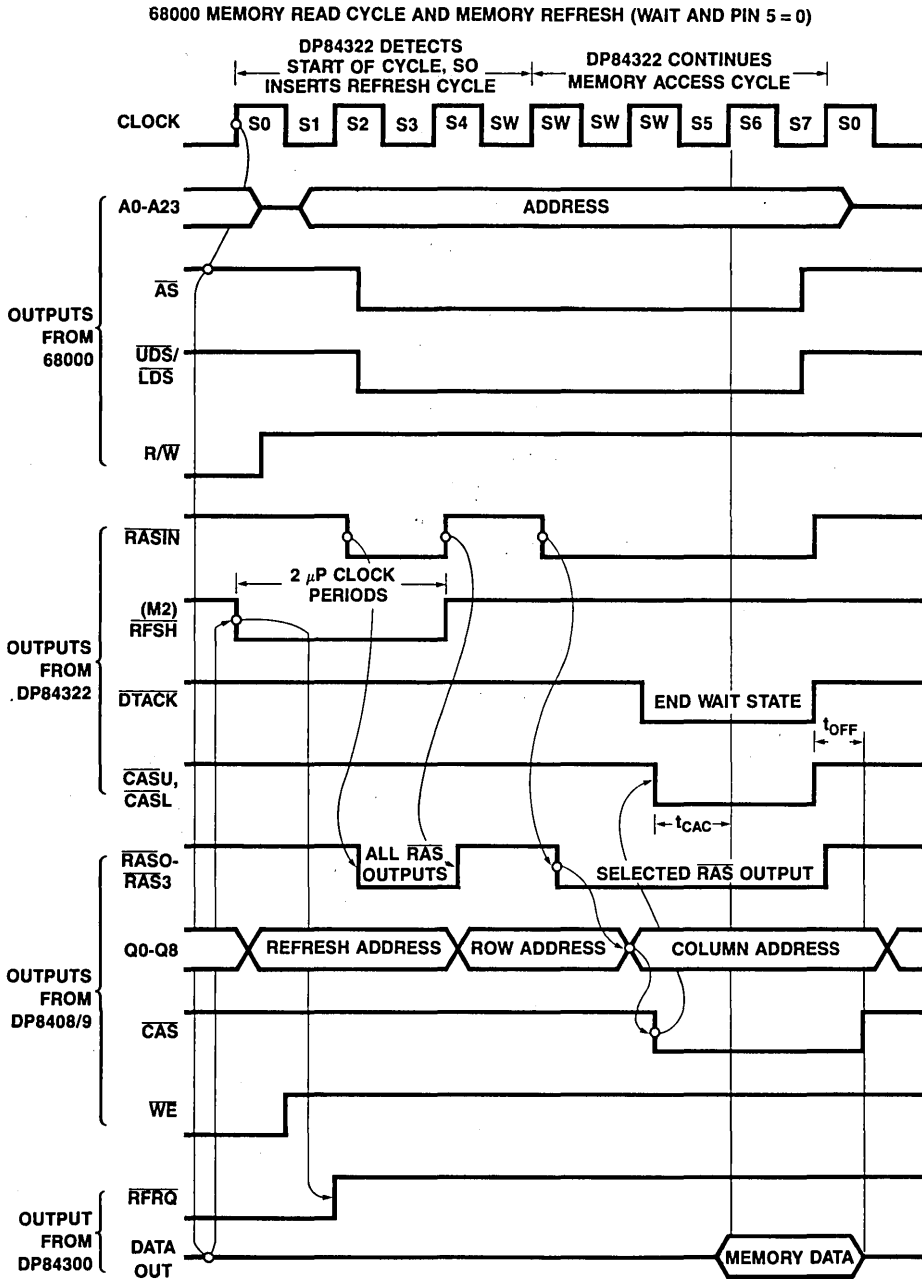 68000 MEMORY READ CYCLE AND MEMORY REFRESH (WAIT AND PIN 5 = 0)
DP84322 DETECTS
START OF CYCLE, SO
INSERTS REFRESH CYCLE
DP84322 CONTINUES
MEMORY ACCESS CYCLE
CLOCK
S0 S1 S2 S3 S4 SW SW SW SW S5 S6 S7 S0
A0-A23
ADDRESS
AS
OUTPUTS
FROM
68000
UDS/
LDS
R/W
RASIN
2 μP CLOCK
PERIODS
(M2)
RFSH
OUTPUTS
FROM
DP84322
DTACK
END WAIT STATE
tOFF
CASU,
CASL
tCAC
RASO-
RAS3
ALL RAS
OUTPUTS
SELECTED RAS OUTPUT
Q0-Q8
REFRESH ADDRESS
ROW ADDRESS
COLUMN ADDRESS
OUTPUTS
FROM
DP8408/9
CAS
WE
RFRQ
OUTPUT
FROM
DP84300
DATA
OUT
MEMORY DATA